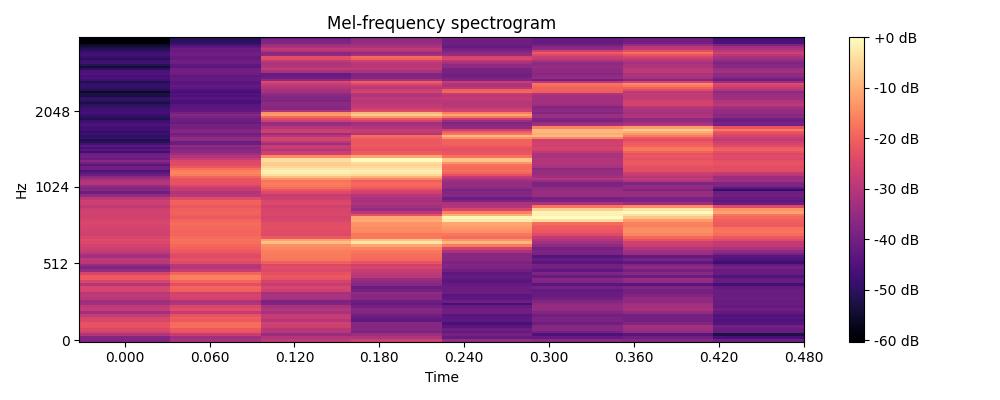 Mel-frequency spectrogram
Hz
2048
1024
512
0
0.000 0.060 0.120 0.180 0.240 0.300 0.360 0.420 0.480
Time
+0 dB
-10 dB
-20 dB
-30 dB
-40 dB
-50 dB
-60 dB